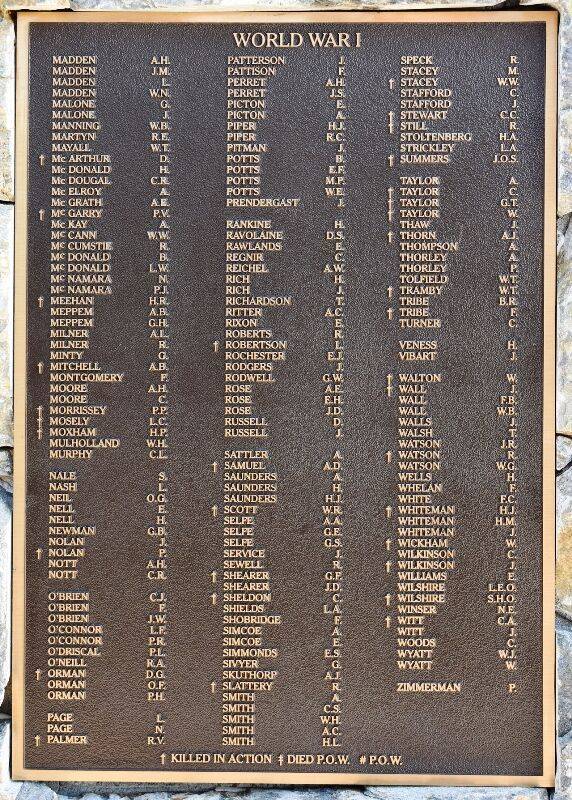 WORLD WAR I
MADDEN A.H.
MADDEN J.M.
MADDEN L.
MADDEN W.N.
MALONE G.
MALONE J.
MANNING W.B.
MARTYN R.E.
MAYALL W.T.
† Mc ARTHUR D.
Mc DONALD H.
Mc DOUGAL C.R.
Mc ELROY A.
Mc GRATH A.E.
† Mc GARRY P.V.
Mc KAY A.
Mc CANN W.W.
Mc CUMSTIE R.
Mc DONALD B.
Mc DONALD L.W.
Mc NAMARA N.
Mc NAMARA P.J.
† MEEHAN H.R.
MEPPEM A.B.
MEPPEM G.H.
MILNER A.L.
MILNER R.
MINTY G.
† MITCHELL A.B.
MONTGOMERY F.
MOORE A.H.
MOORE C.
† MORRISSEY P.P.
† MOSELY L.C.
† MOXHAM H.P.
MULHOLLAND W.H.
MURPHY C.L.
NALE S.
NASH L.
NEIL O.G.
NELL E.
NELL H.
NEWMAN G.B.
NOLAN J.
† NOLAN P.
NOTT A.H.
NOTT C.R.
O'BRIEN C.J.
O'BRIEN F.
O'BRIEN J.W.
O'CONNOR L.F.
O'CONNOR P.R.
O'DRISCAL P.L.
O'NEILL R.A.
† ORMAN D.G.
ORMAN O.F.
ORMAN P.H.
PAGE L.
PAGE N.
† PALMER R.V.
PATTERSON J.
PATTISON F.
PERRET A.H.
PERRET J.S.
PICTON E.
PICTON A.
PIPER H.J.
PIPER R.C.
PITMAN J.
POTTS B.
POTTS E.F.
POTTS M.P.
POTTS W.E.
PRENDERGAST J.
RANKINE H.
RAVOLAINE D.S.
RAWLANDS E.
REGNIR C.
REICHEL A.W.
RICH H.
RICH J.
RICHARDSON T.
RITTER A.C.
RIXON E.
ROBERTS R.
† ROBERTSON L.
ROCHESTER E.J.
RODGERS J.
RODWELL G.W.
ROSE A.E.
ROSE E.H.
ROSE J.D.
RUSSELL D.
RUSSELL J.
SATTLER A.
† SAMUEL A.D.
SAUNDERS A.
SAUNDERS H.
SAUNDERS H.J.
† SCOTT W.R.
SELFE A.A.
SELFE G.E.
SELFE G.S.
SERVICE J.
SEWELL R.
† SHEARER G.F.
SHEARER J.D.
† SHELDON C.
SHIELDS L.A.
SHOBRIDGE F.
SIMCOE A.
SIMCOE E.
SIMMONDS E.S.
SIVYER G.
SKUTHORP A.J.
† SLATTERY R.
SMITH A.
SMITH C.S.
SMITH W.H.
SMITH A.C.
SMITH H.L.
SPECK R.
STACEY M.
† STACEY W.W.
STAFFORD C.
STAFFORD J.
† STEWART C.C.
† STILL R.
STOLTENBERG H.A.
STRICKLEY L.A.
† SUMMERS J.O.S.
TAYLOR A.
† TAYLOR C.
† TAYLOR G.T.
† TAYLOR W.
THAW J.
† THORN A.J.
THOMPSON A.
THORLEY A.
THORLEY P.
TOLFIELD W.T.
† TRAMBY W.T.
TRIBE B.R.
† TRIBE F.
TURNER C.
VENESS H.
VIBART J.
† WALTON W.
† WALL J.
WALL F.B.
WALL W.B.
WALLS J.
WALSH T.
WATSON J.R.
† WATSON R.
WATSON W.G.
WELLS H.
WHELAN F.
WHITE F.C.
† WHITEMAN H.J.
WHITEMAN H.M.
WHITEMAN J.
† WICKHAM W.
WILKINSON C.
† WILKINSON J.
WILLIAMS E.
WILSHIRE L.E.O.
† WILSHIRE S.H.O.
WINSER N.E.
† WITT C.A.
WITT J.
WOODS C.
WYATT W.J.
WYATT W.
ZIMMERMAN P.
† KILLED IN ACTION ‡ DIED P.O.W. # P.O.W.